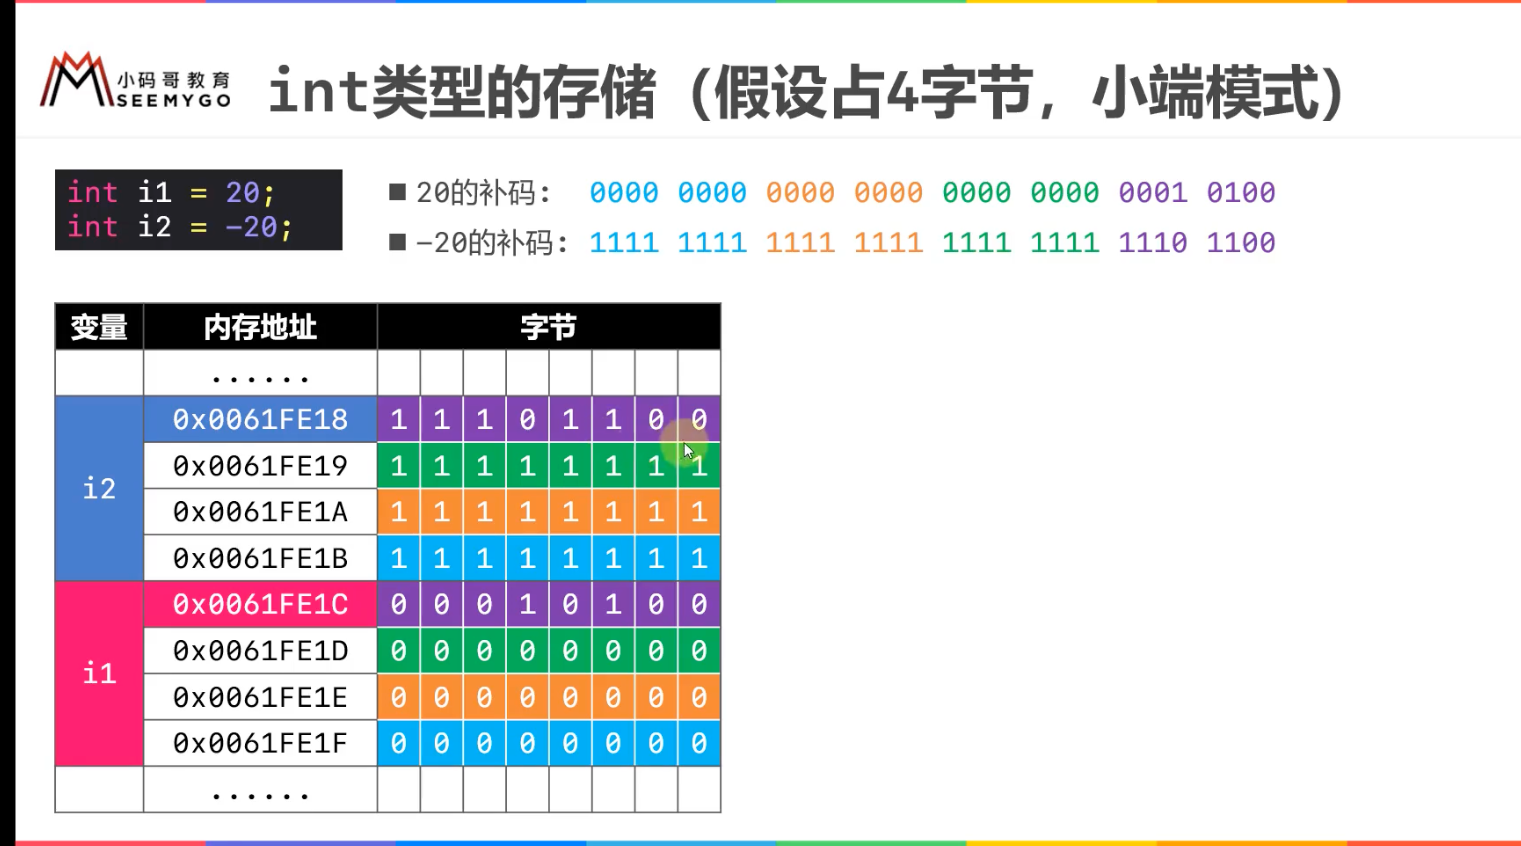 小码哥教育
SEEMYGO
int类型的存储（假设占4字节，小端模式）
int i1 = 20;
int i2 = -20;
■ 20的补码: 0000 0000 0000 0000 0000 0000 0001 0100
■ -20的补码: 1111 1111 1111 1111 1111 1111 1110 1100
变量 内存地址 字节
......
i2
0x0061FE18 1 1 1 0 1 1 0 0
0x0061FE19 1 1 1 1 1 1 1 1
0x0061FE1A 1 1 1 1 1 1 1 1
0x0061FE1B 1 1 1 1 1 1 1 1
i1
0x0061FE1C 0 0 0 1 0 1 0 0
0x0061FE1D 0 0 0 0 0 0 0 0
0x0061FE1E 0 0 0 0 0 0 0 0
0x0061FE1F 0 0 0 0 0 0 0 0
......